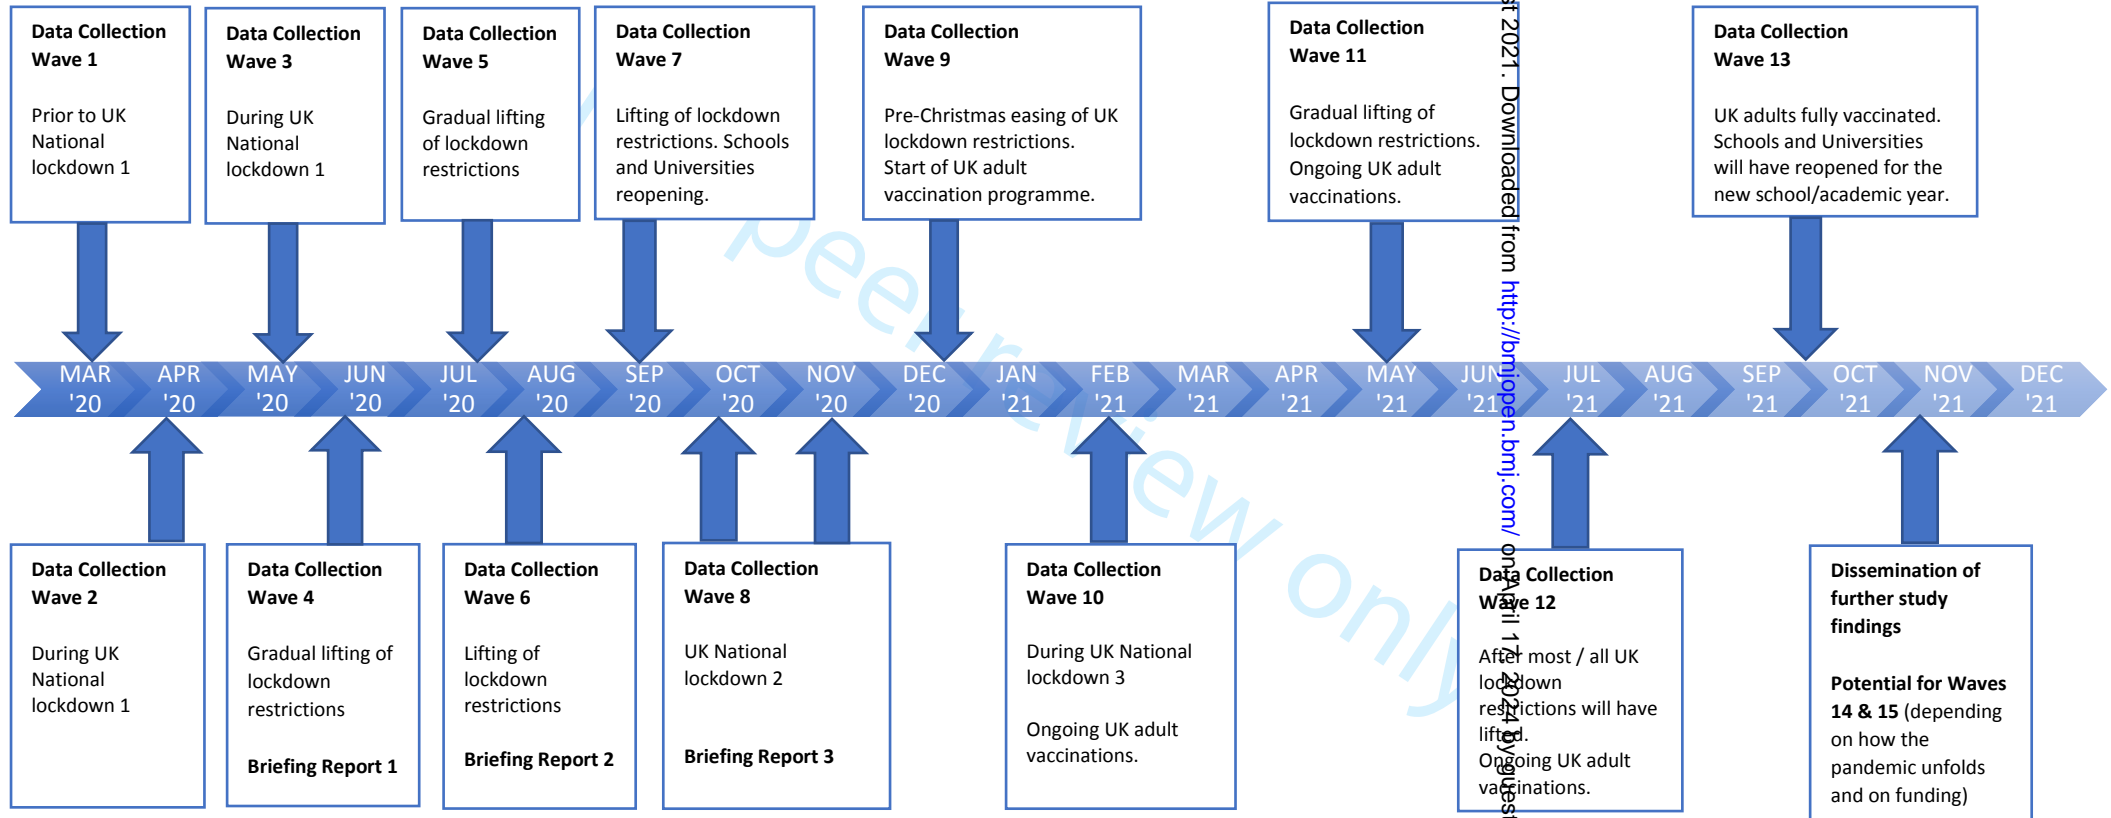 Data Collection
Wave 1
Prior to UK
National
lockdown 1
Data Collection
Wave 3
During UK
National
lockdown 1
Data Collection
Wave 5
Gradual lifting
of lockdown
restrictions
Data Collection
Wave 7
Lifting of lockdown
restrictions. Schools
and Universities
reopening.
Data Collection
Wave 9
Pre-Christmas easing of UK
lockdown restrictions.
Start of UK adult
vaccination programme.
Data Collection
Wave 11
Gradual lifting of
lockdown restrictions.
Ongoing UK adult
vaccinations.
Data Collection
Wave 13
UK adults fully vaccinated.
Schools and Universities
will have reopened for the
new school/academic year.
MAR '20
APR '20
MAY '20
JUN '20
JUL '20
AUG '20
SEP '20
OCT '20
NOV '20
DEC '20
JAN '21
FEB '21
MAR '21
APR '21
MAY '21
JUN '21
JUL '21
AUG '21
SEP '21
OCT '21
NOV '21
DEC '21
Data Collection
Wave 2
During UK
National
lockdown 1
Data Collection
Wave 4
Gradual lifting of
lockdown
restrictions
Briefing Report 1
Data Collection
Wave 6
Lifting of
lockdown
restrictions
Briefing Report 2
Data Collection
Wave 8
UK National
lockdown 2
Briefing Report 3
Data Collection
Wave 10
During UK National
lockdown 3
Ongoing UK adult
vaccinations.
Data Collection
Wave 12
After most / all UK
lockdown
restrictions will have
lifted.
Ongoing UK adult
vaccinations.
Dissemination of
further study
findings
Potential for Waves
14 & 15 (depending
on how the
pandemic unfolds
and on funding)
peer review only
2021. Downloaded from http://bmjopen.bmj.com/ on April 17, 2024 by guest